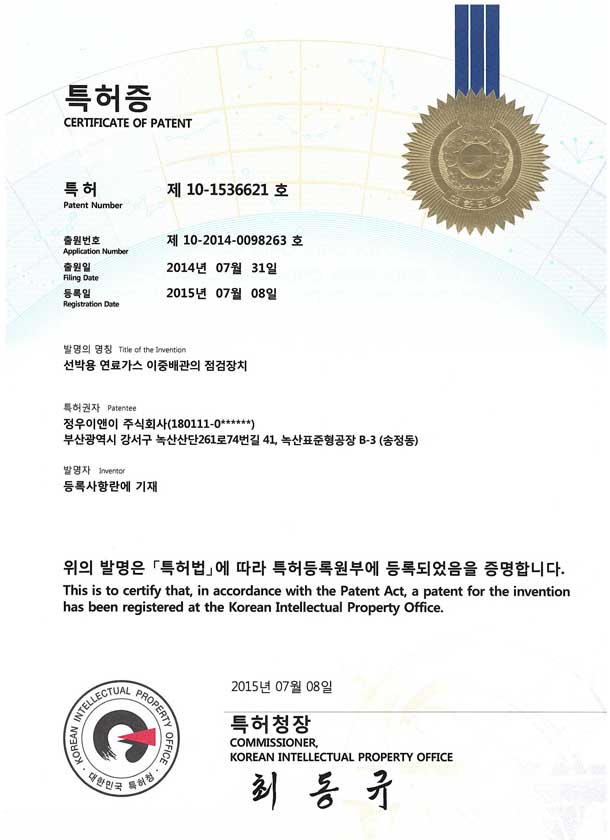 특허증
CERTIFICATE OF PATENT
특 허 제 10-1536621 호
Patent Number
출원번호 제 10-2014-0098263 호
Application Number
출원일 2014년 07월 31일
Filing Date
등록일 2015년 07월 08일
Registration Date
발명의 명칭 Title of the Invention
선박용 연료가스 이중배관의 점검장치
특허권자 Patentee
정우이앤이 주식회사(180111-0******)
부산광역시 강서구 녹산산단261로74번길 41, 녹산표준형공장 B-3 (송정동)
발명자 Inventor
등록사항란에 기재
위의 발명은 「특허법」에 따라 특허등록원부에 등록되었음을 증명합니다.
This is to certify that, in accordance with the Patent Act, a patent for the invention
has been registered at the Korean Intellectual Property Office.
2015년 07월 08일
특허청장
COMMISSIONER,
KOREAN INTELLECTUAL PROPERTY OFFICE
최 동 규
KOREAN INTELLECTUAL PROPERTY OFFICE
대한민국 특허청
대한민국